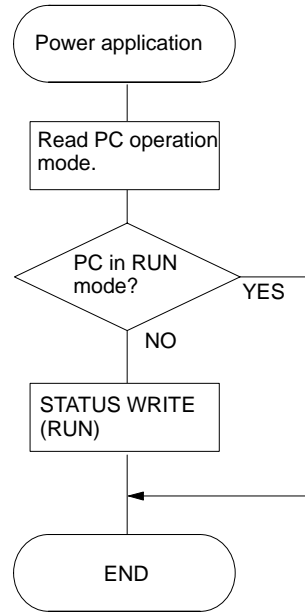 Power application
Read PC operation
mode.
PC in RUN
mode?
YES
NO
STATUS WRITE
(RUN)
END